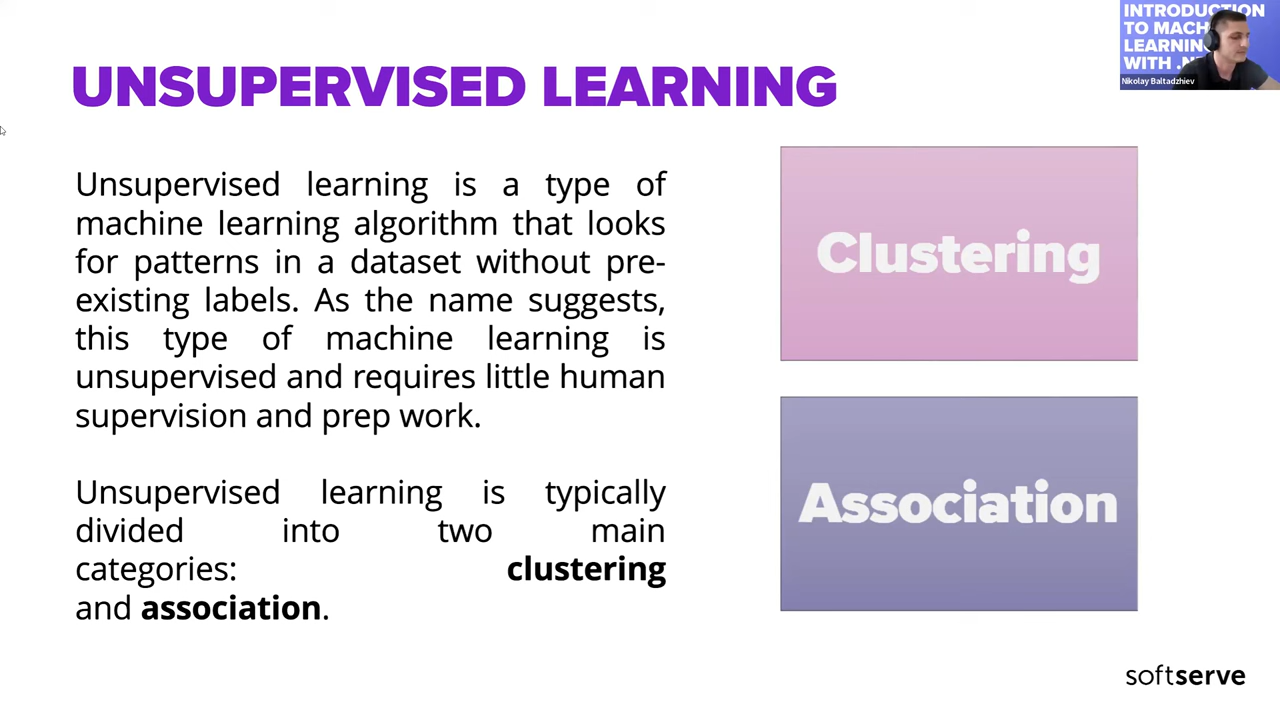 UNSUPERVISED LEARNING
Unsupervised learning is a type of
machine learning algorithm that looks
for patterns in a dataset without pre-
existing labels. As the name suggests,
this type of machine learning is
unsupervised and requires little human
supervision and prep work.
Unsupervised learning is typically
divided into two main
categories: clustering
and association.
Clustering
Association
softserve
INTRODUCTION
TO MACH
LEARNING
WITH .N
Nikolay Baltadzhiev